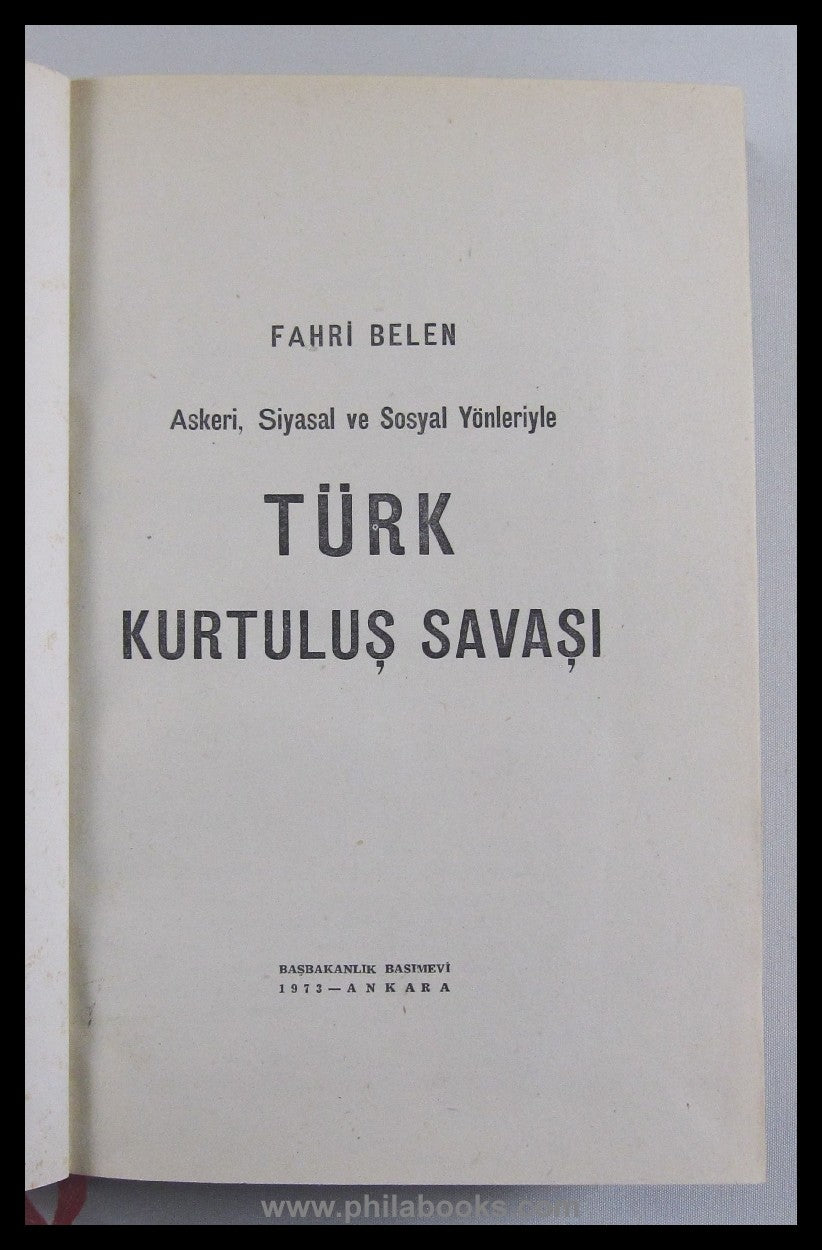 FAHRİ BELEN
Askeri, Siyasal ve Sosyal Yönleriyle
TÜRK
KURTULUŞ SAVAŞI
BAŞBAKANLIK BASIMEVİ
1973—ANKARA
www.philabooks.com